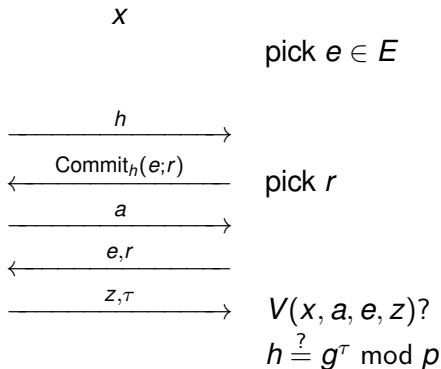 x
pick e ∈ E
h
Commit_h(e;r)
pick r
a
e,r
z,τ
V(x, a, e, z)?
h ≟ g^τ mod p